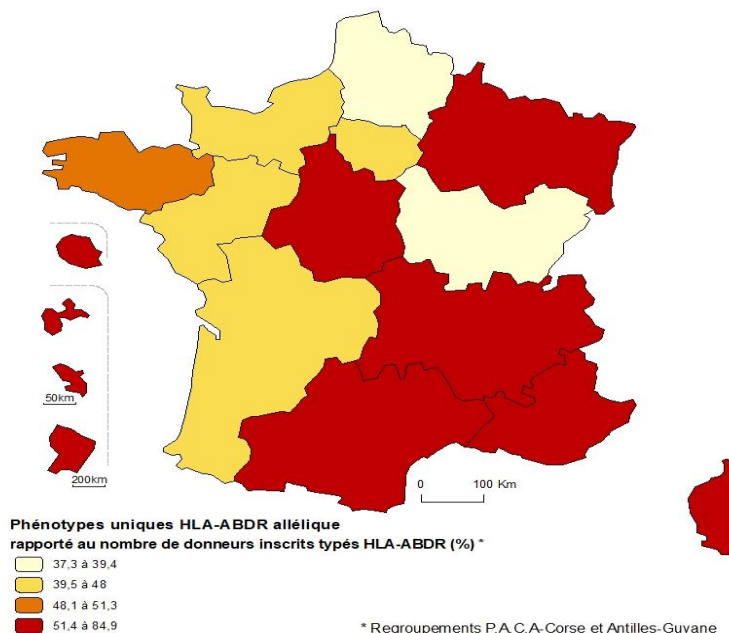 50km
200km
0 100 Km
Phénotypes uniques HLA-ABDR allélique
rapporté au nombre de donneurs inscrits typés HLA-ABDR (%) *
37,3 à 39,4
39,5 à 48
48,1 à 51,3
51,4 à 84,9
* Regroupements P.A.C.A-Corse et Antilles-Guyane